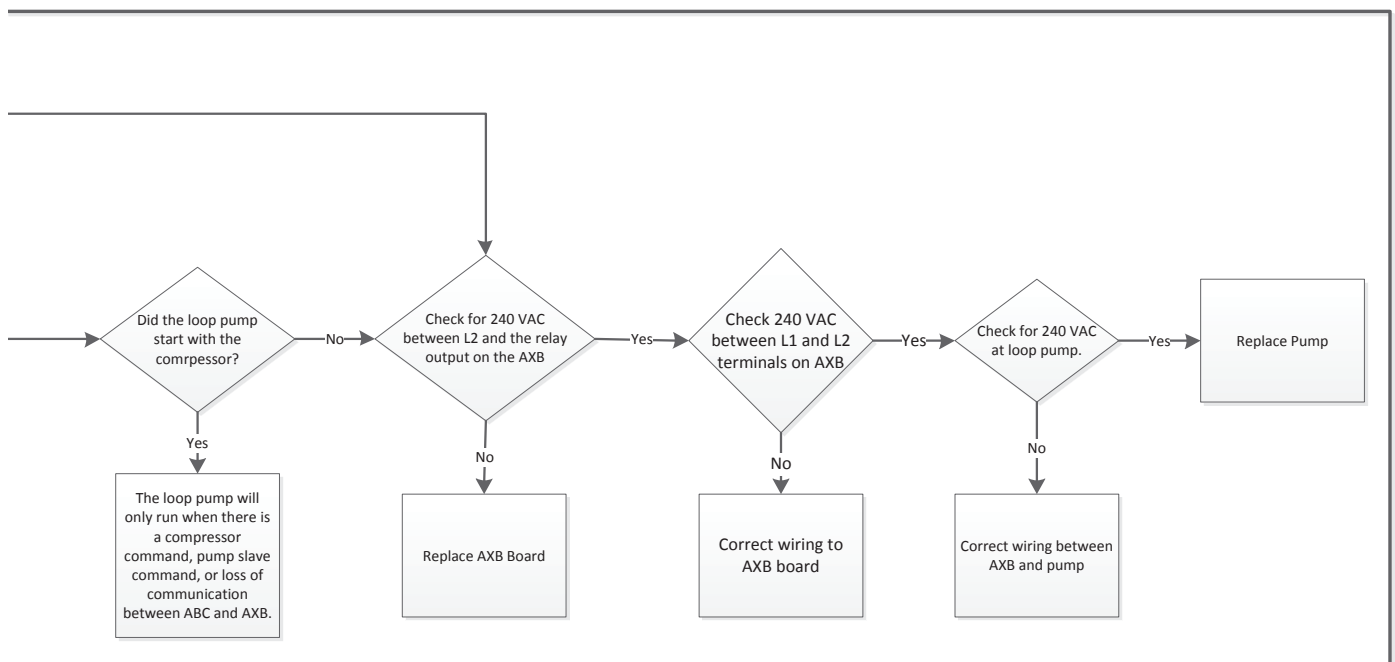 Did the loop pump
start with the
comrpessor?
No
Check for 240 VAC
between L2 and the relay
output on the AXB
Yes
Check 240 VAC
between L1 and L2
terminals on AXB
Yes
Check for 240 VAC
at loop pump.
Yes
Replace Pump
Yes
No
No
No
The loop pump will
only run when there is
a compressor
command, pump slave
command, or loss of
communication
between ABC and AXB.
Replace AXB Board
Correct wiring to
AXB board
Correct wiring between
AXB and pump